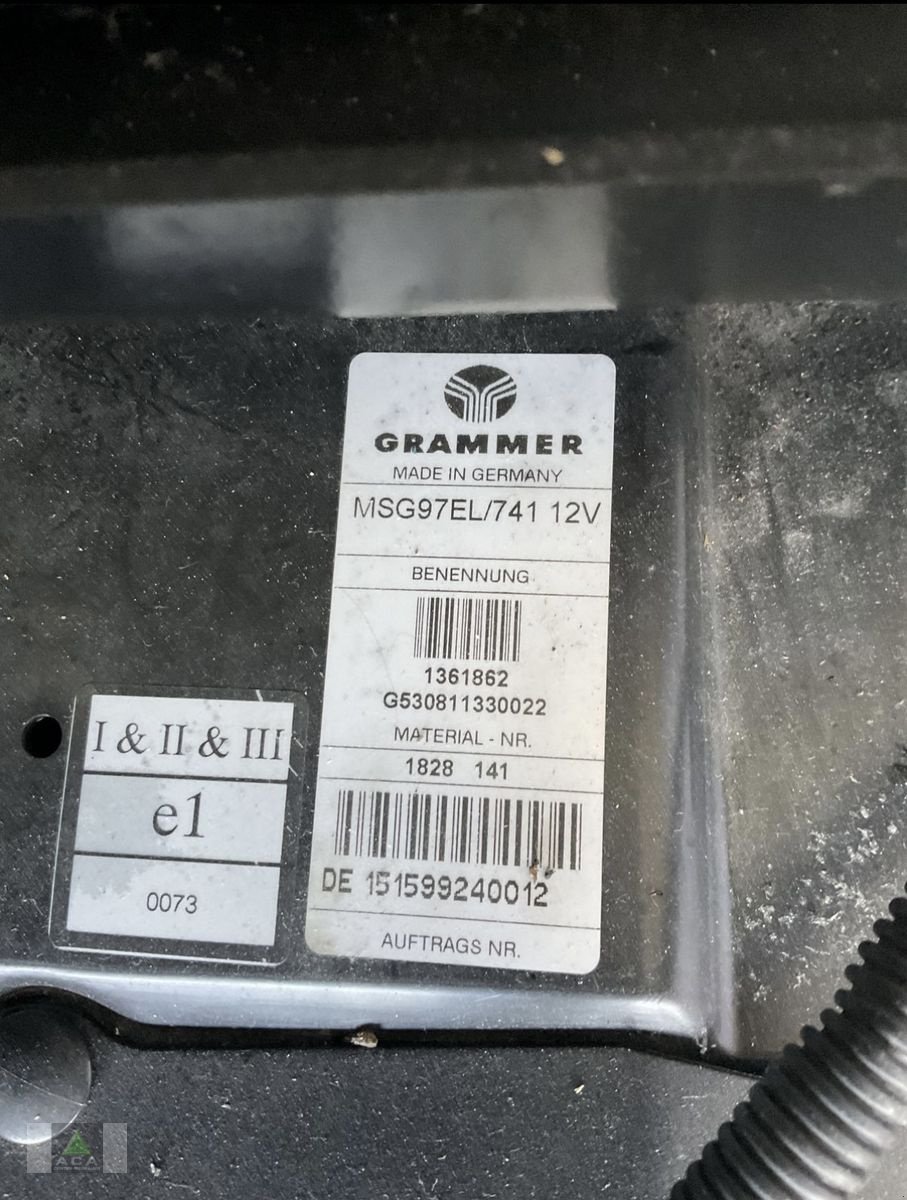 GRAMMER
MADE IN GERMANY
MSG97EL/741 12V
BENENNUNG
1361862
G530811330022
MATERIAL - NR.
1828 141
DE 151599240012
AUFTRAGS NR.
I & II & III
e1
0073
ACA